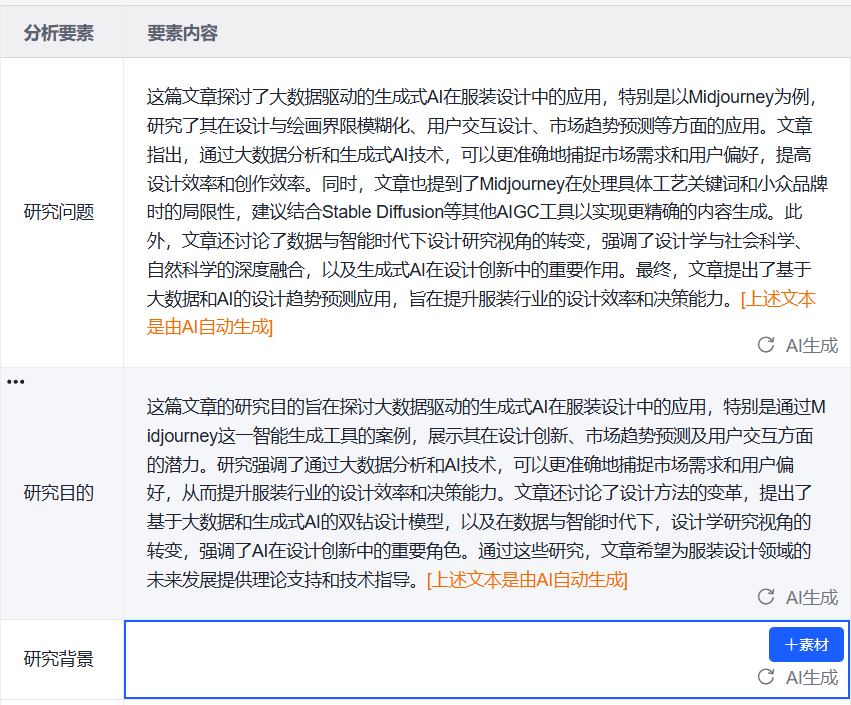 分析要素 要素内容
这篇文章探讨了大数据驱动的生成式AI在服装设计中的应用，特别是以Midjourney为例，
研究了其在设计与绘画界限模糊化、用户交互设计、市场趋势预测等方面的应用。文章
指出，通过大数据分析和生成式AI技术，可以更准确地捕捉市场需求和用户偏好，提高
设计效率和创作效率。同时，文章也提到了Midjourney在处理具体工艺关键词和小众品牌
研究问题
时的局限性，建议结合Stable Diffusion等其他AIGC工具以实现更精确的内容生成。此
外，文章还讨论了数据与智能时代下设计研究视角的转变，强调了设计学与社会科学、
自然科学的深度融合，以及生成式AI在设计创新中的重要作用。最终，文章提出了基于
大数据和AI的设计趋势预测应用，旨在提升服装行业的设计效率和决策能力。[上述文本
是由AI自动生成]
AI生成
•••
这篇文章的研究目的旨在探讨大数据驱动的生成式AI在服装设计中的应用，特别是通过M
idjourney这一智能生成工具的案例，展示其在设计创新、市场趋势预测及用户交互方面
的潜力。研究强调了通过大数据分析和AI技术，可以更准确地捕捉市场需求和用户偏
研究目的
好，从而提升服装行业的设计效率和决策能力。文章还讨论了设计方法的变革，提出了
基于大数据和生成式AI的双钻设计模型，以及在数据与智能时代下，设计学研究视角的
转变，强调了AI在设计创新中的重要角色。通过这些研究，文章希望为服装设计领域的
未来发展提供理论支持和技术指导。[上述文本是由AI自动生成]
AI生成
研究背景
＋素材
AI生成